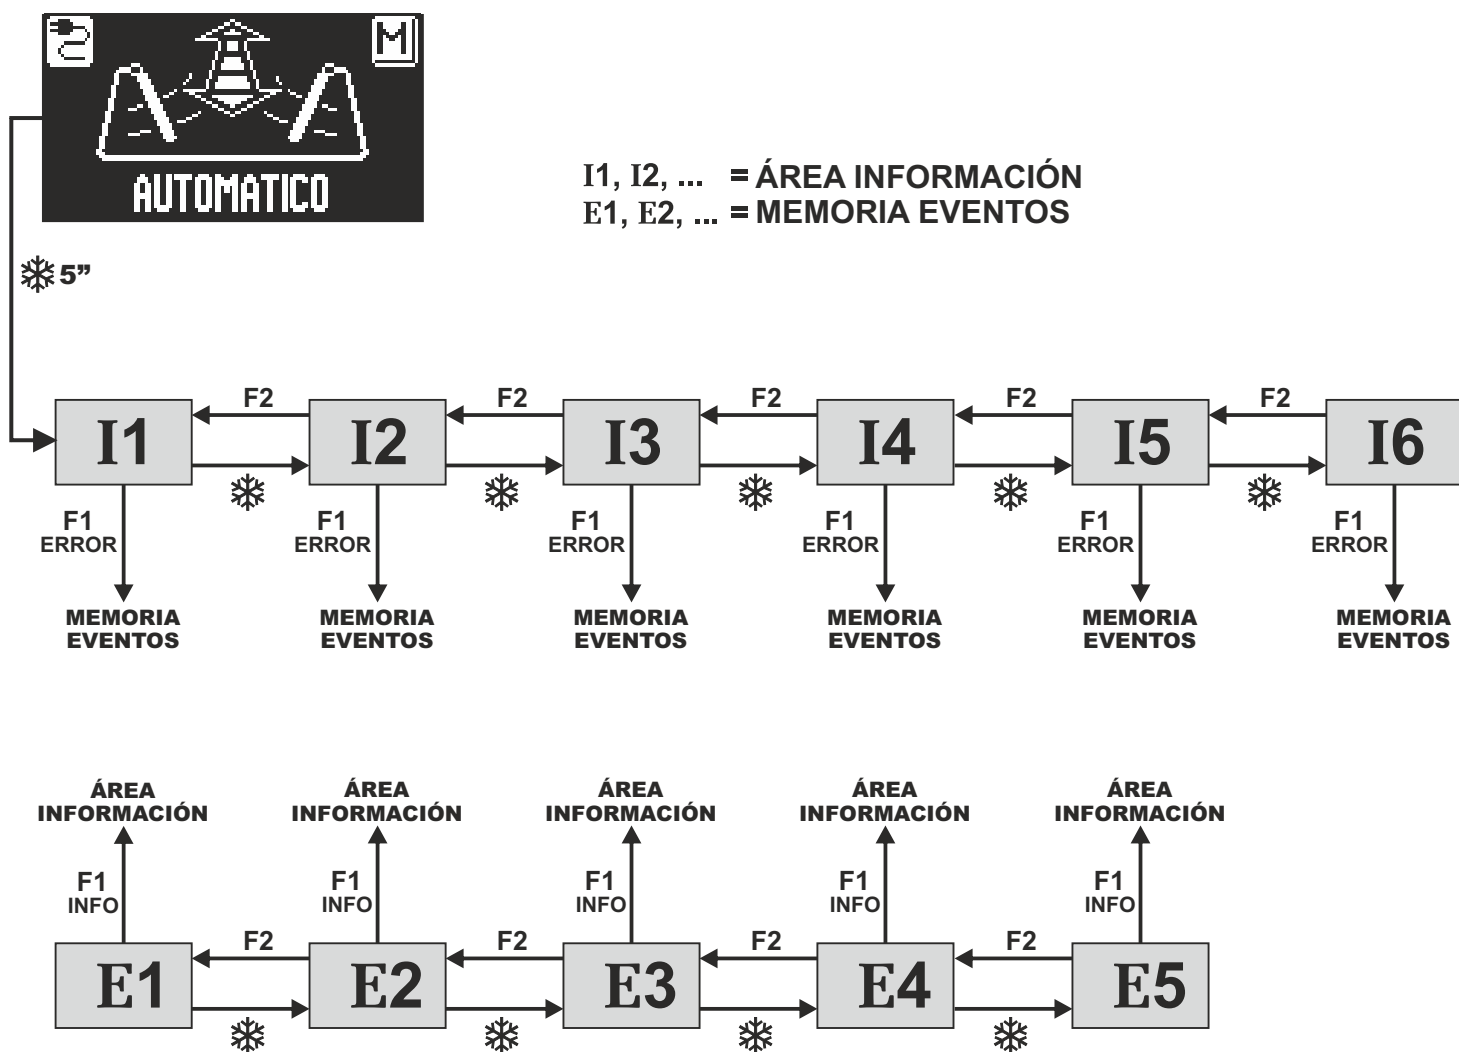 M
AUTOMATICO
I1, I2, ... = ÁREA INFORMACIÓN
E1, E2, ... = MEMORIA EVENTOS
5”
F2 F2 F2 F2 F2
I1 I2 I3 I4 I5 I6
F1 F1 F1 F1 F1 F1
ERROR ERROR ERROR ERROR ERROR ERROR
MEMORIA MEMORIA MEMORIA MEMORIA MEMORIA MEMORIA
EVENTOS EVENTOS EVENTOS EVENTOS EVENTOS EVENTOS
ÁREA ÁREA ÁREA ÁREA ÁREA
INFORMACIÓN INFORMACIÓN INFORMACIÓN INFORMACIÓN INFORMACIÓN
F1 F1 F1 F1 F1
INFO INFO INFO INFO INFO
F2 F2 F2 F2
E1 E2 E3 E4 E5